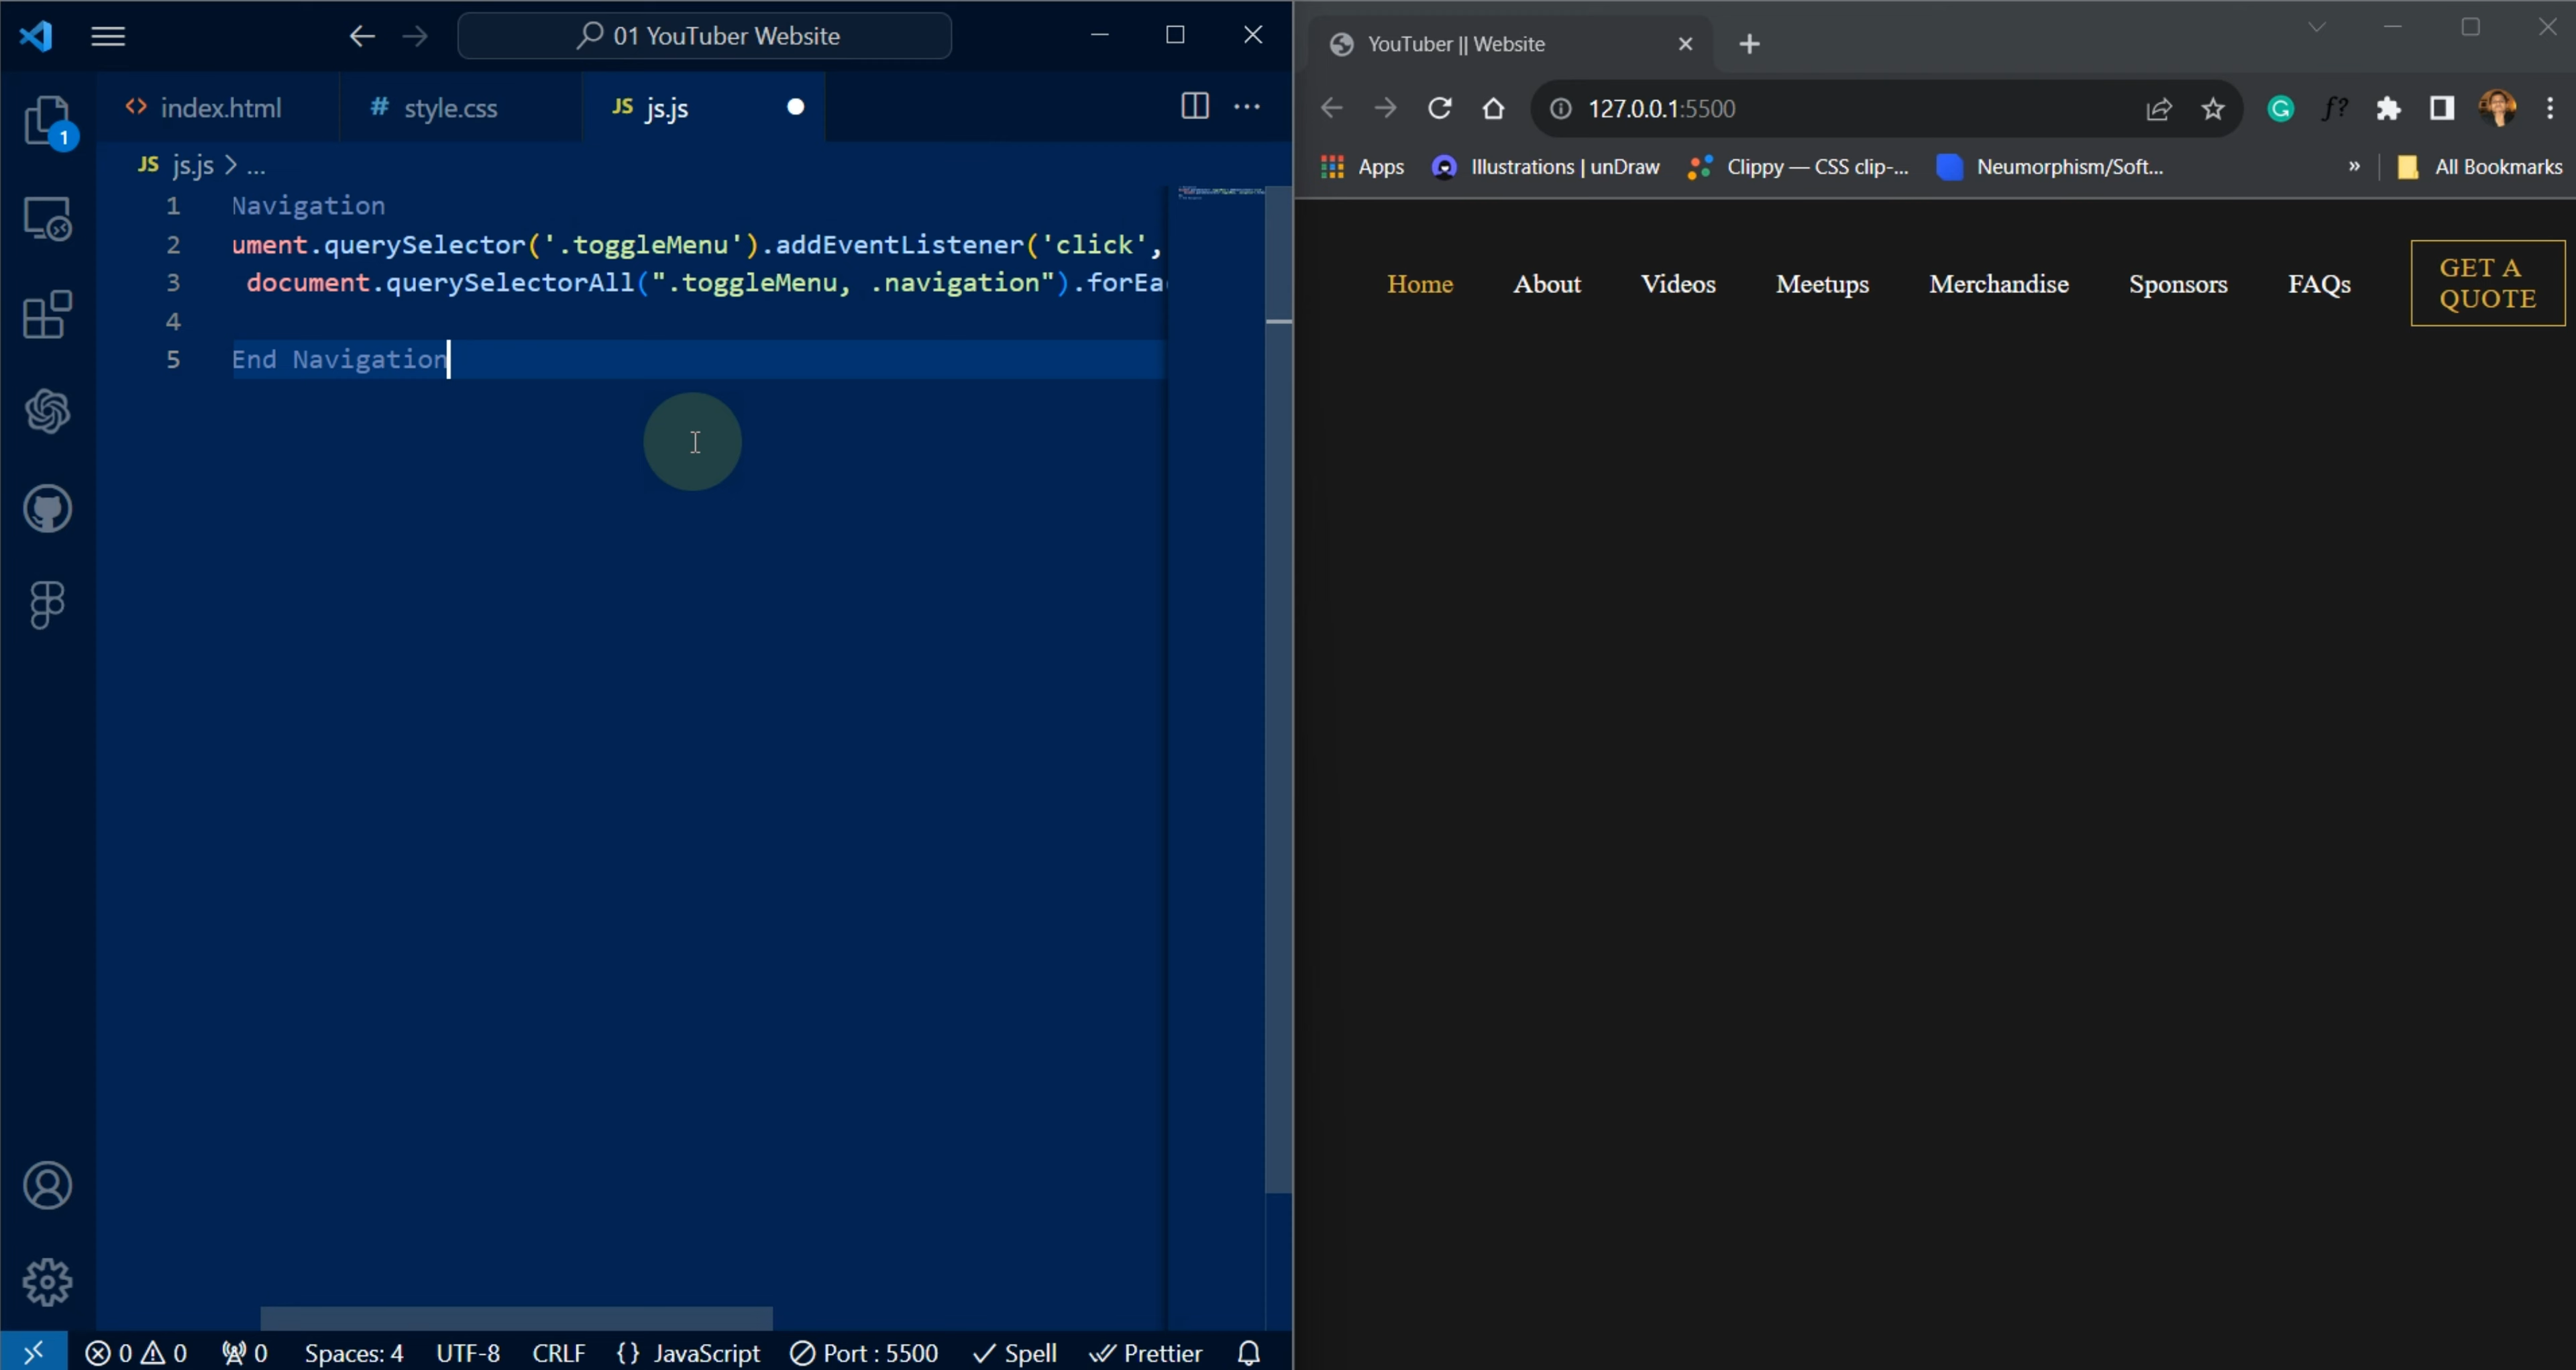 01 YouTuber Website
index.html
# style.css
JS js.js
JS js.js > ...
1 Navigation
2 ument.querySelector('.toggleMenu').addEventListener('click',
3 document.querySelectorAll(".toggleMenu, .navigation").forEa
4
5 End Navigation
1
0 0 0 Spaces: 4 UTF-8 CRLF {} JavaScript Port : 5500 Spell Prettier
YouTuber || Website
127.0.0.1:5500
f?
Apps Illustrations | unDraw Clippy — CSS clip-... Neumorphism/Soft... » All Bookmarks
Home About Videos Meetups Merchandise Sponsors FAQs GET A
QUOTE